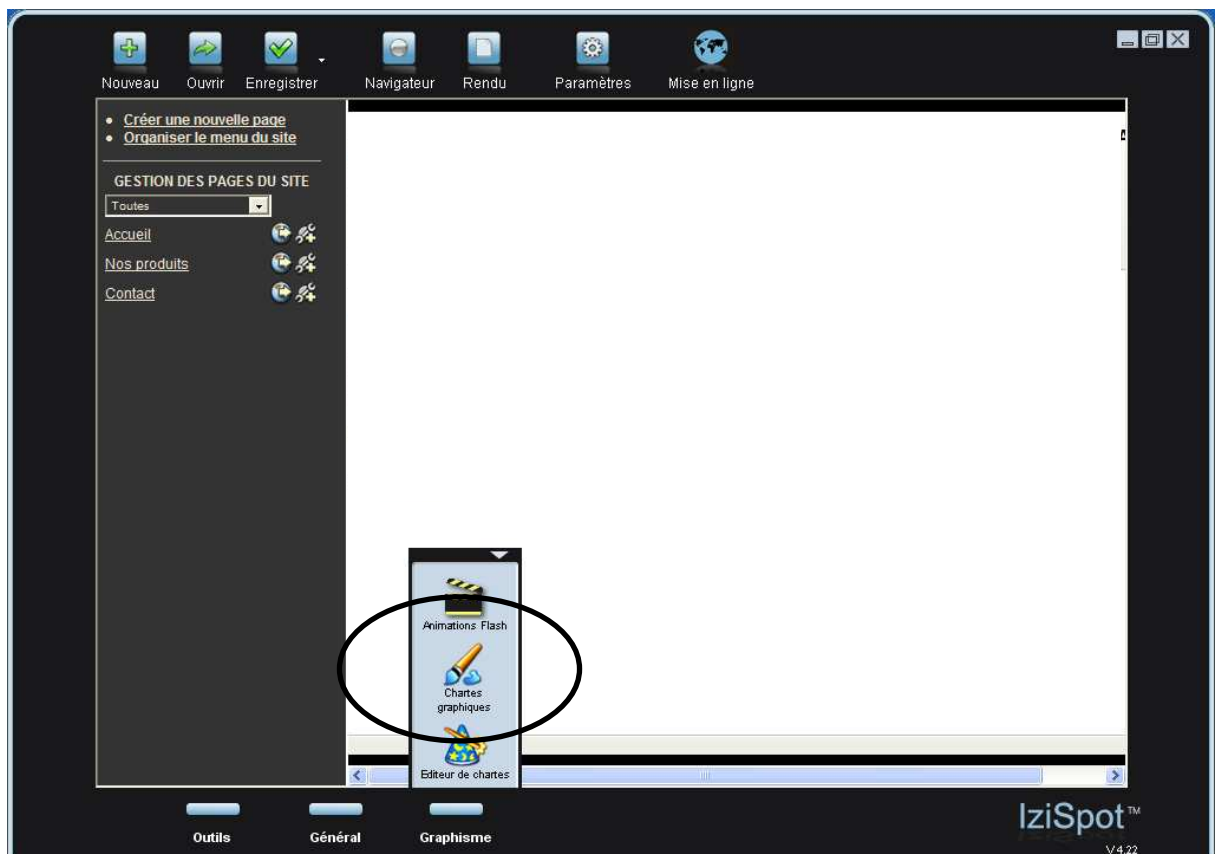 Nouveau Ouvrir Enregistrer Navigateur Rendu Paramètres Mise en ligne
Créer une nouvelle page
Organiser le menu du site
GESTION DES PAGES DU SITE
Toutes
Accueil
Nos produits
Contact
Animations Flash
Chartes
graphiques
Editeur de chartes
Outils Général Graphisme
IziSpot™
V 4.22